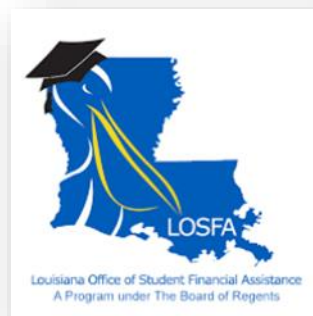 LOSFA
Louisiana Office of Student Financial Assistance
A Program under The Board of Regents